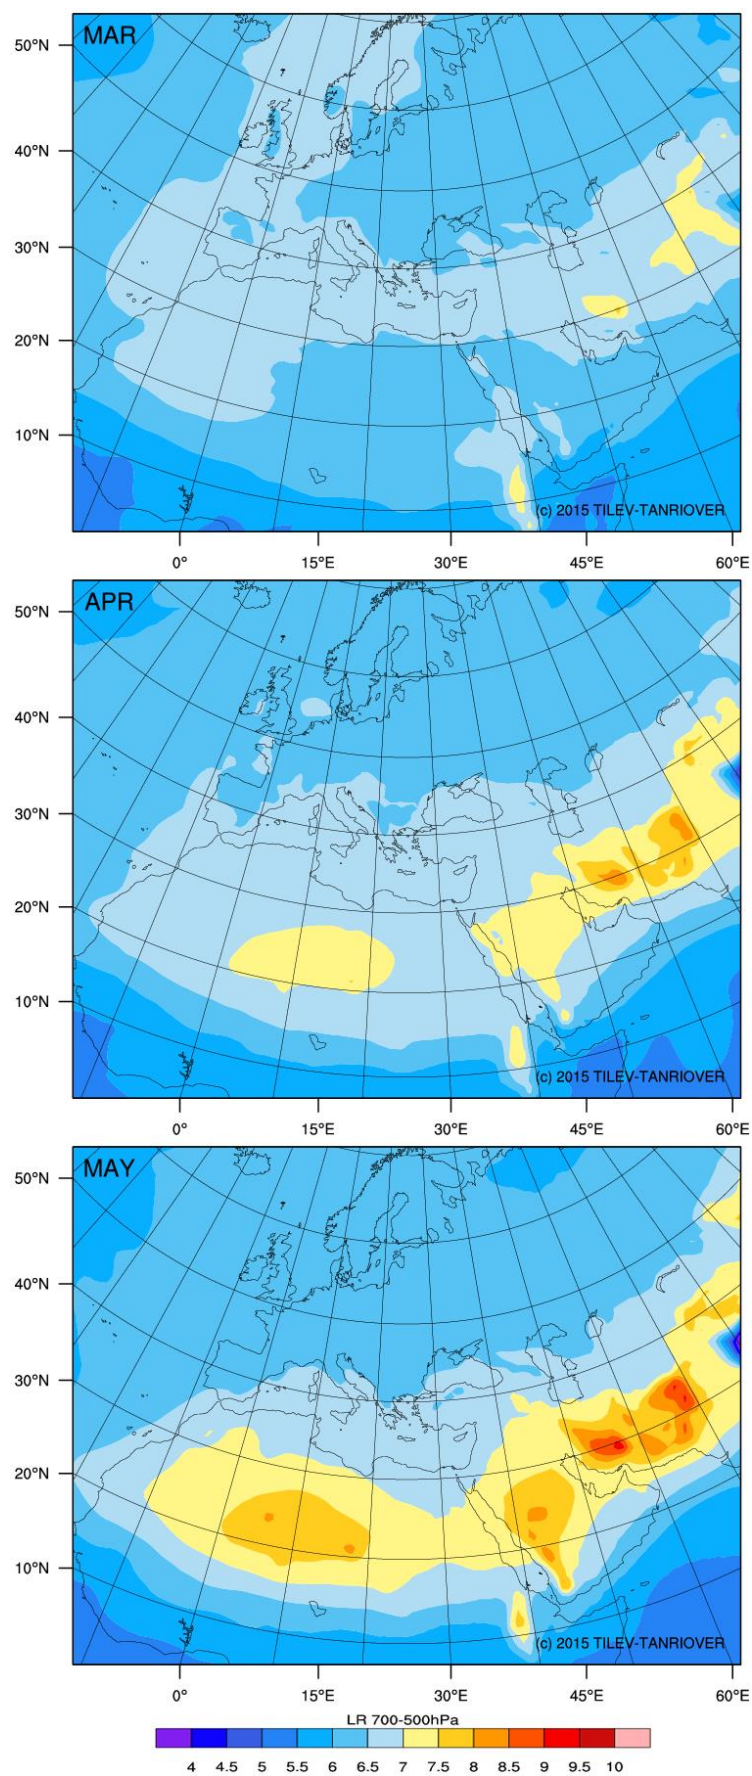 MAR
50°N
40°N
30°N
20°N
10°N
(c) 2015 TILEV-TANRIOVER
0° 15°E 30°E 45°E 60°E
APR
50°N
40°N
30°N
20°N
10°N
(c) 2015 TILEV-TANRIOVER
0° 15°E 30°E 45°E 60°E
MAY
50°N
40°N
30°N
20°N
10°N
(c) 2015 TILEV-TANRIOVER
0° 15°E 30°E 45°E 60°E
LR 700-500hPa
4 4.5 5 5.5 6 6.5 7 7.5 8 8.5 9 9.5 10